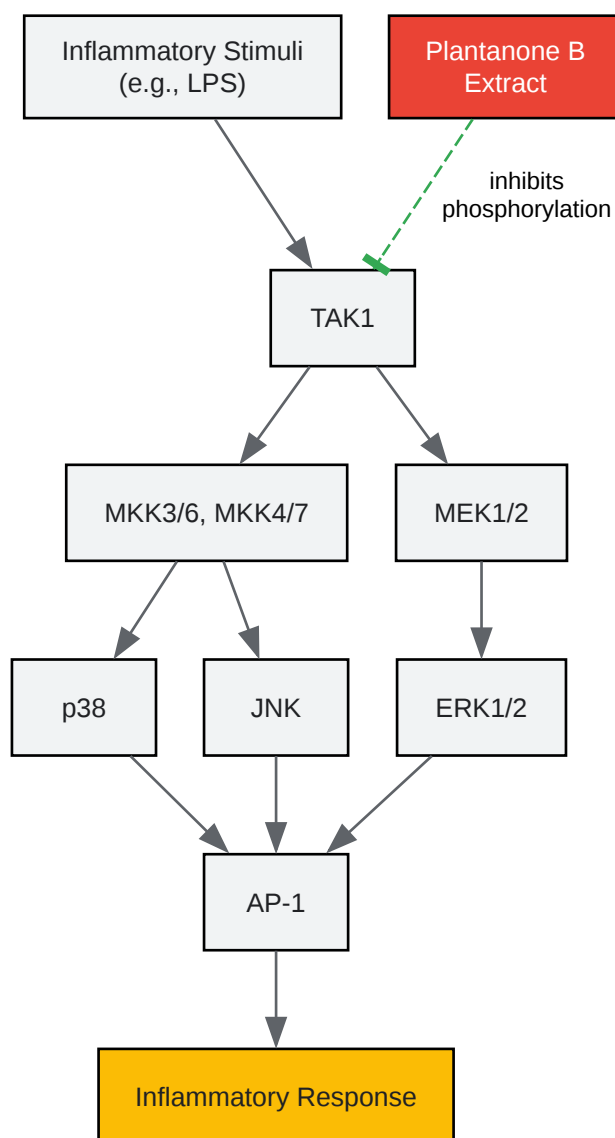 Inflammatory Stimuli
(e.g., LPS)
Plantanone B
Extract
inhibits
phosphorylation
TAK1
MKK3/6, MKK4/7
MEK1/2
p38
JNK
ERK1/2
AP-1
Inflammatory Response